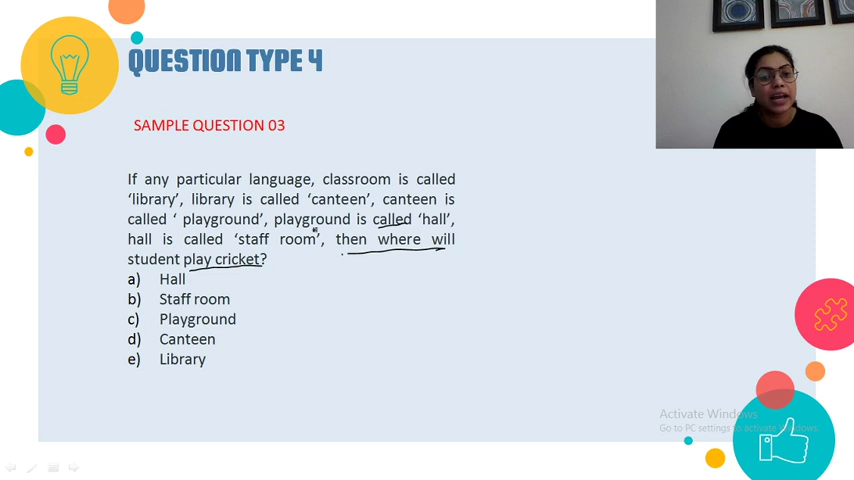 QUESTION TYPE 4
SAMPLE QUESTION 03
If any particular language, classroom is called
‘library’, library is called ‘canteen’, canteen is
called ‘ playground’, playground is called ‘hall’,
hall is called ‘staff room’, then where will
student play cricket?
a) Hall
b) Staff room
c) Playground
d) Canteen
e) Library
Activate Windows
Go to PC settings to activate Windows.